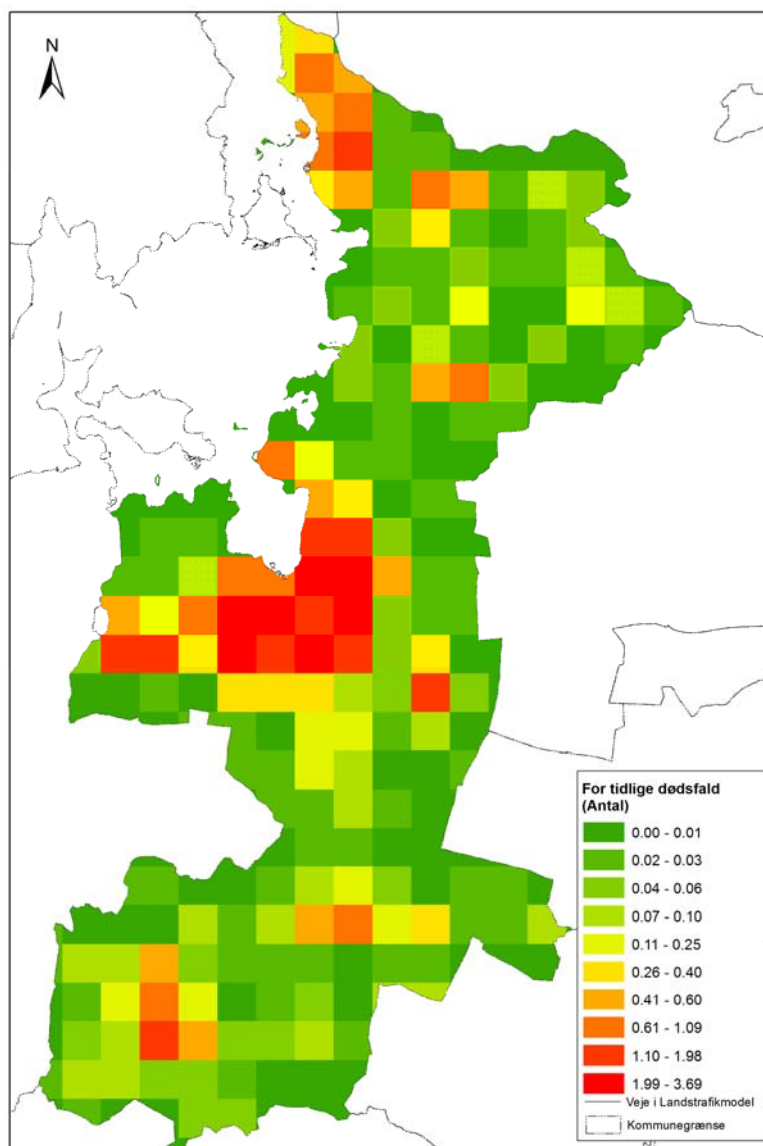 N
For tidlige dødsfald
(Antal)
0.00 - 0.01
0.02 - 0.03
0.04 - 0.06
0.07 - 0.10
0.11 - 0.25
0.26 - 0.40
0.41 - 0.60
0.61 - 1.09
1.10 - 1.98
1.99 - 3.69
Veje i Landstrafikmodel
Kommunegrænse